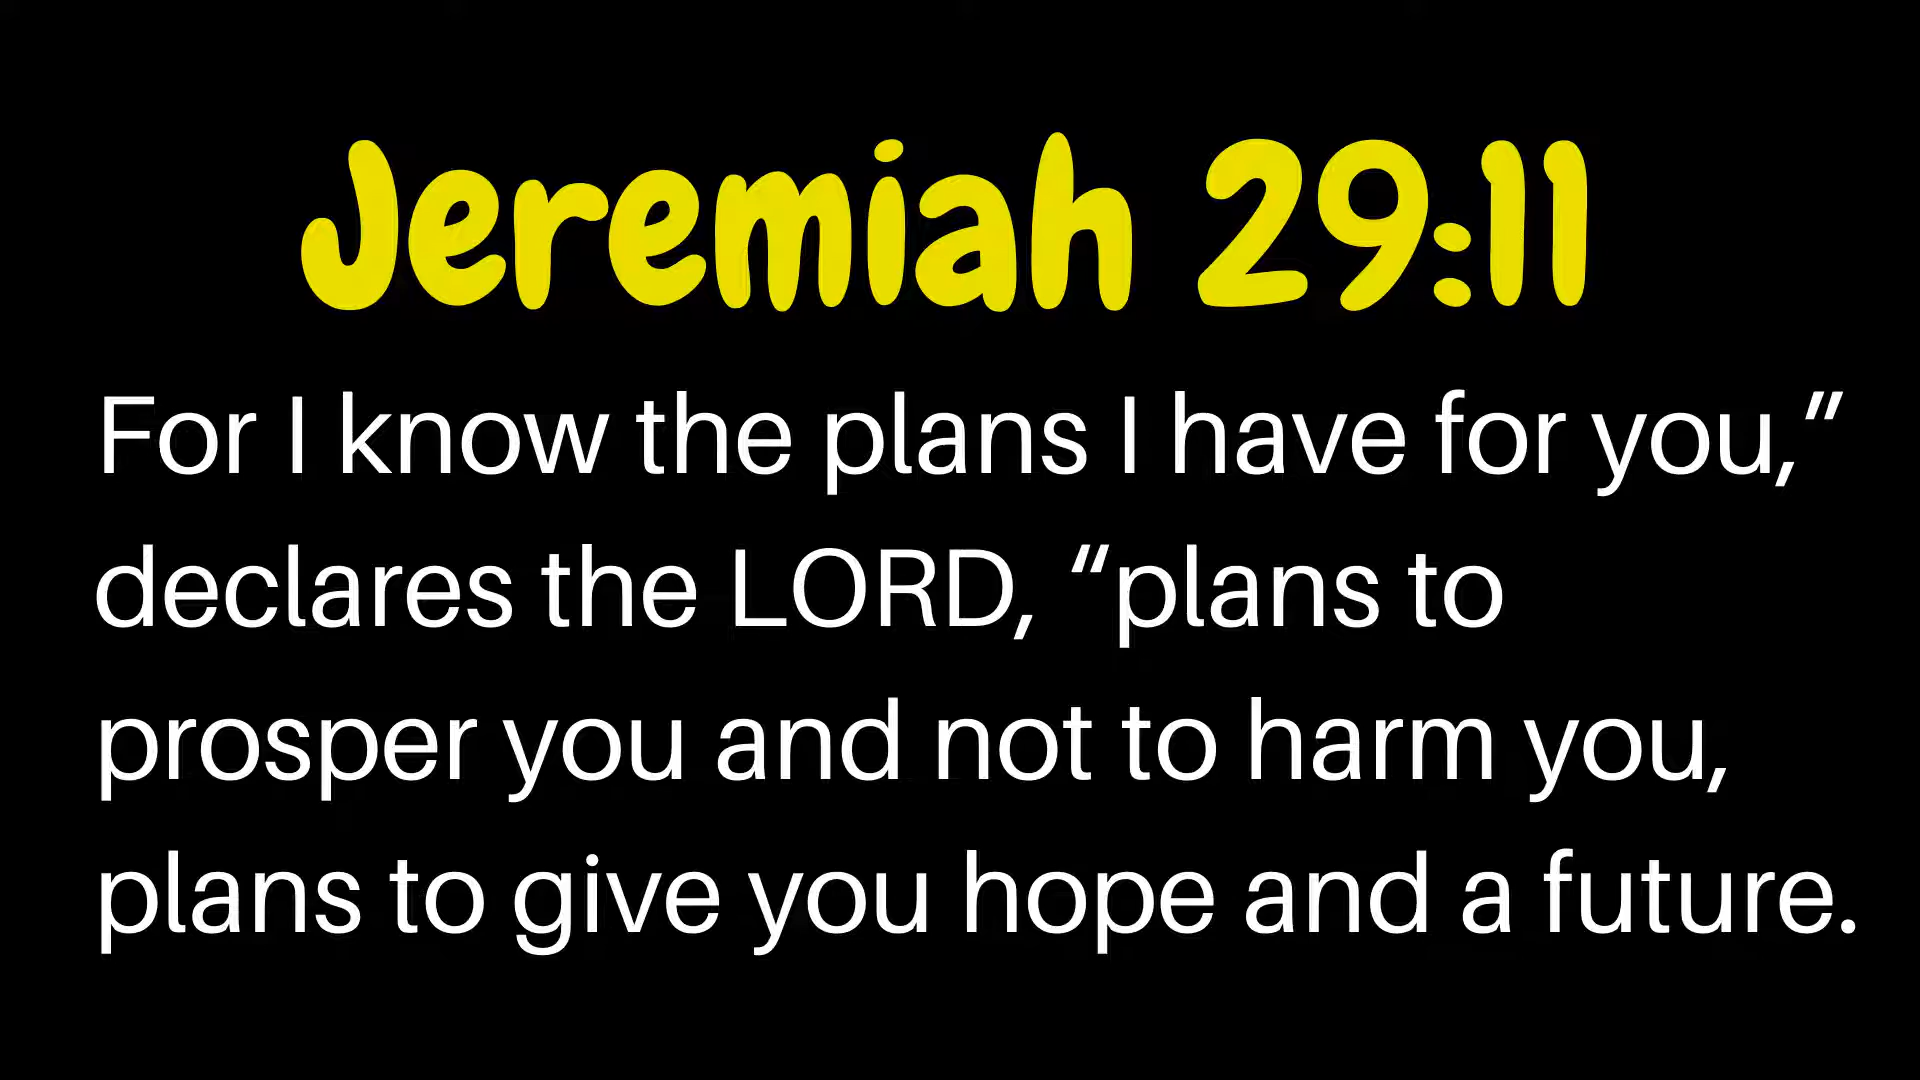 Jeremiah 29:11
For I know the plans I have for you,”
declares the LORD, “plans to
prosper you and not to harm you,
plans to give you hope and a future.